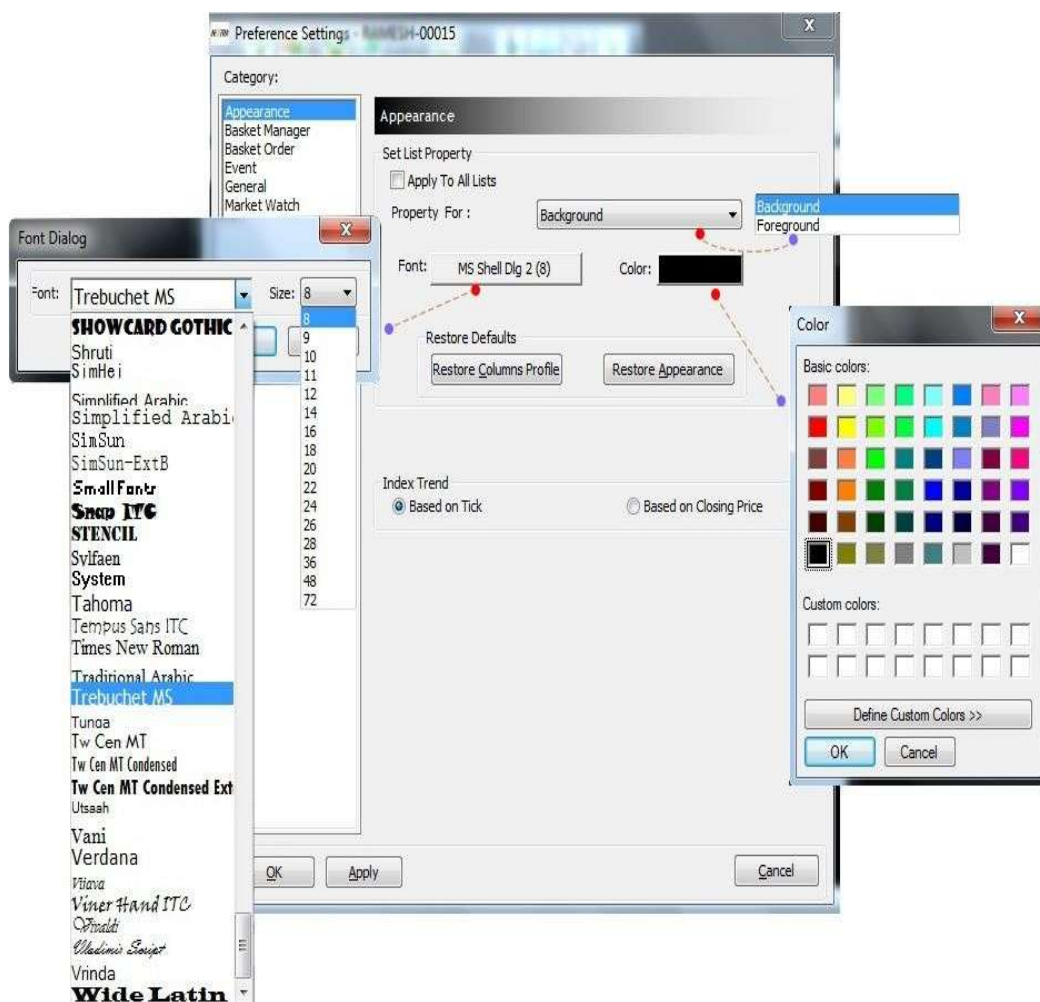 Preference Settings - RAMESH-00015
X
Category:
Appearance
Basket Manager
Basket Order
Event
General
Market Watch
Appearance
Set List Property
Apply To All Lists
Property For :
Background
Background
Foreground
Font:
MS Shell Dlg 2 (8)
Color:
Restore Defaults
Restore Columns Profile
Restore Appearance
Index Trend
Based on Tick
Based on Closing Price
OK
Apply
Cancel
Font Dialog
X
Font:
Trebuchet MS
Size:
8
SHOWCARD GOTHIC
Shruti
SimHei
Simplified Arabic
Simplified Arabi
SimSun
SimSun-ExtB
Small Fonts
Snap ITC
STENCIL
Sylfaen
System
Tahoma
Tempus Sans ITC
Times New Roman
Traditional Arabic
Trebuchet MS
Tunga
Tw Cen MT
Tw Cen MT Condensed
Tw Cen MT Condensed Ext
Utsaah
Vani
Verdana
Vijaya
Viner Hand ITC
Vivaldi
Vladimir Script
Vrinda
Wide Latin
8
9
10
11
12
14
16
18
20
22
24
26
28
36
48
72
Color
X
Basic colors:
Custom colors:
Define Custom Colors >>
OK
Cancel